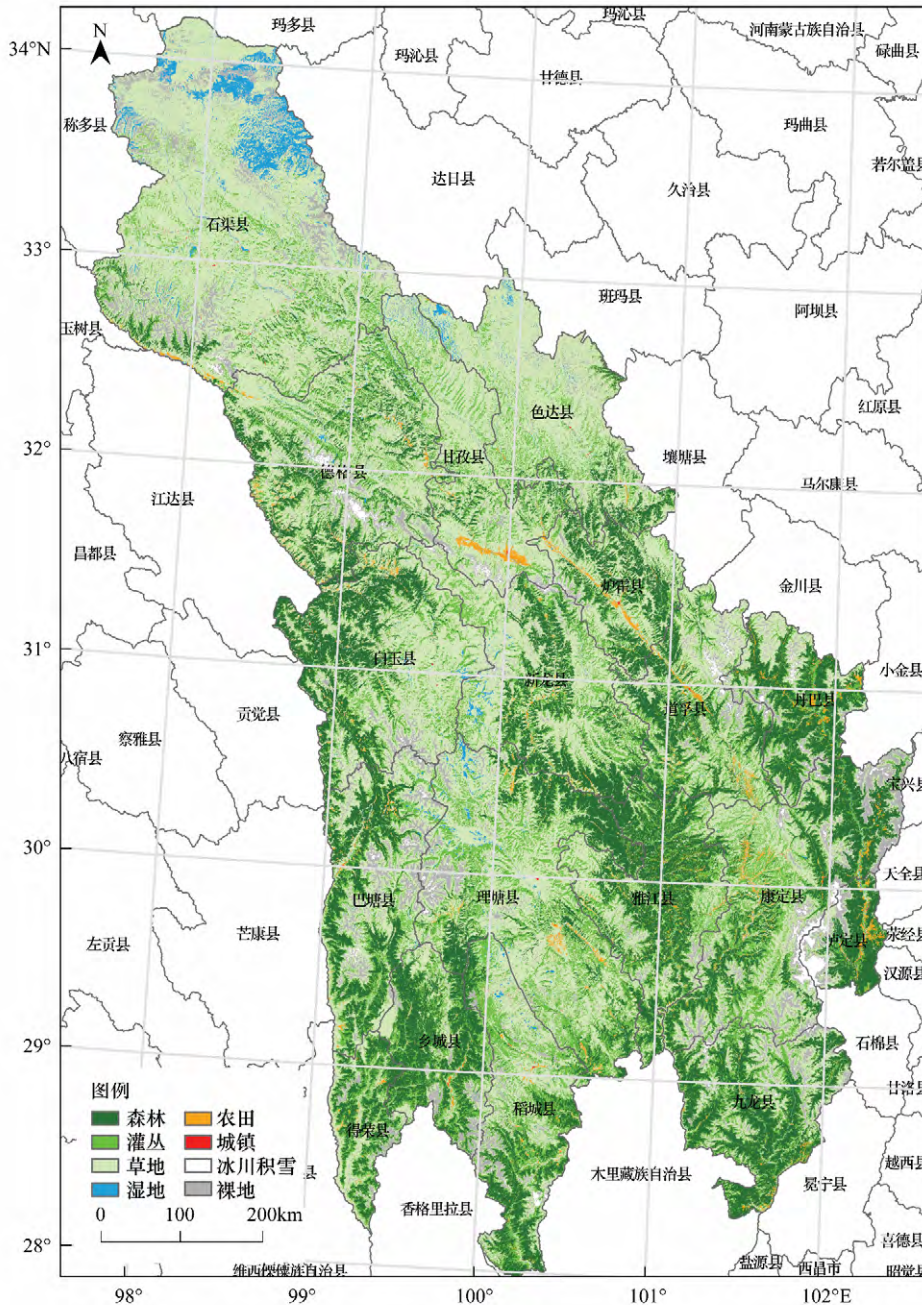 玛多县
玛沁县
河南蒙古族自治县
34°N
N
玛沁县
甘德县
碌曲县
称多县
玛曲县
若尔盖县
达日县
久治县
石渠县
33°
班玛县
阿坝县
玉树县
红原县
色达县
32°
甘孜县
壤塘县
德格县
马尔康县
江达县
昌都县
金川县
炉霍县
31°
白玉县
小金县
新龙县
丹巴县
道孚县
贡觉县
察雅县
八宿县
宝兴县
30°
天全县
巴塘县
理塘县
雅江县
康定县
芒康县
荥经县
左贡县
泸定县
汉源县
29°
乡城县
石棉县
图例
甘洛县
森林
农田
稻城县
九龙县
灌丛
城镇
得荣县
草地
冰川积雪
越西县
湿地
裸地
县
木里藏族自治县
冕宁县
0 100 200km
香格里拉县
喜德县
28°
盐源县
维西傈僳族自治县
西昌市
昭觉县
98° 99° 100° 101° 102°E